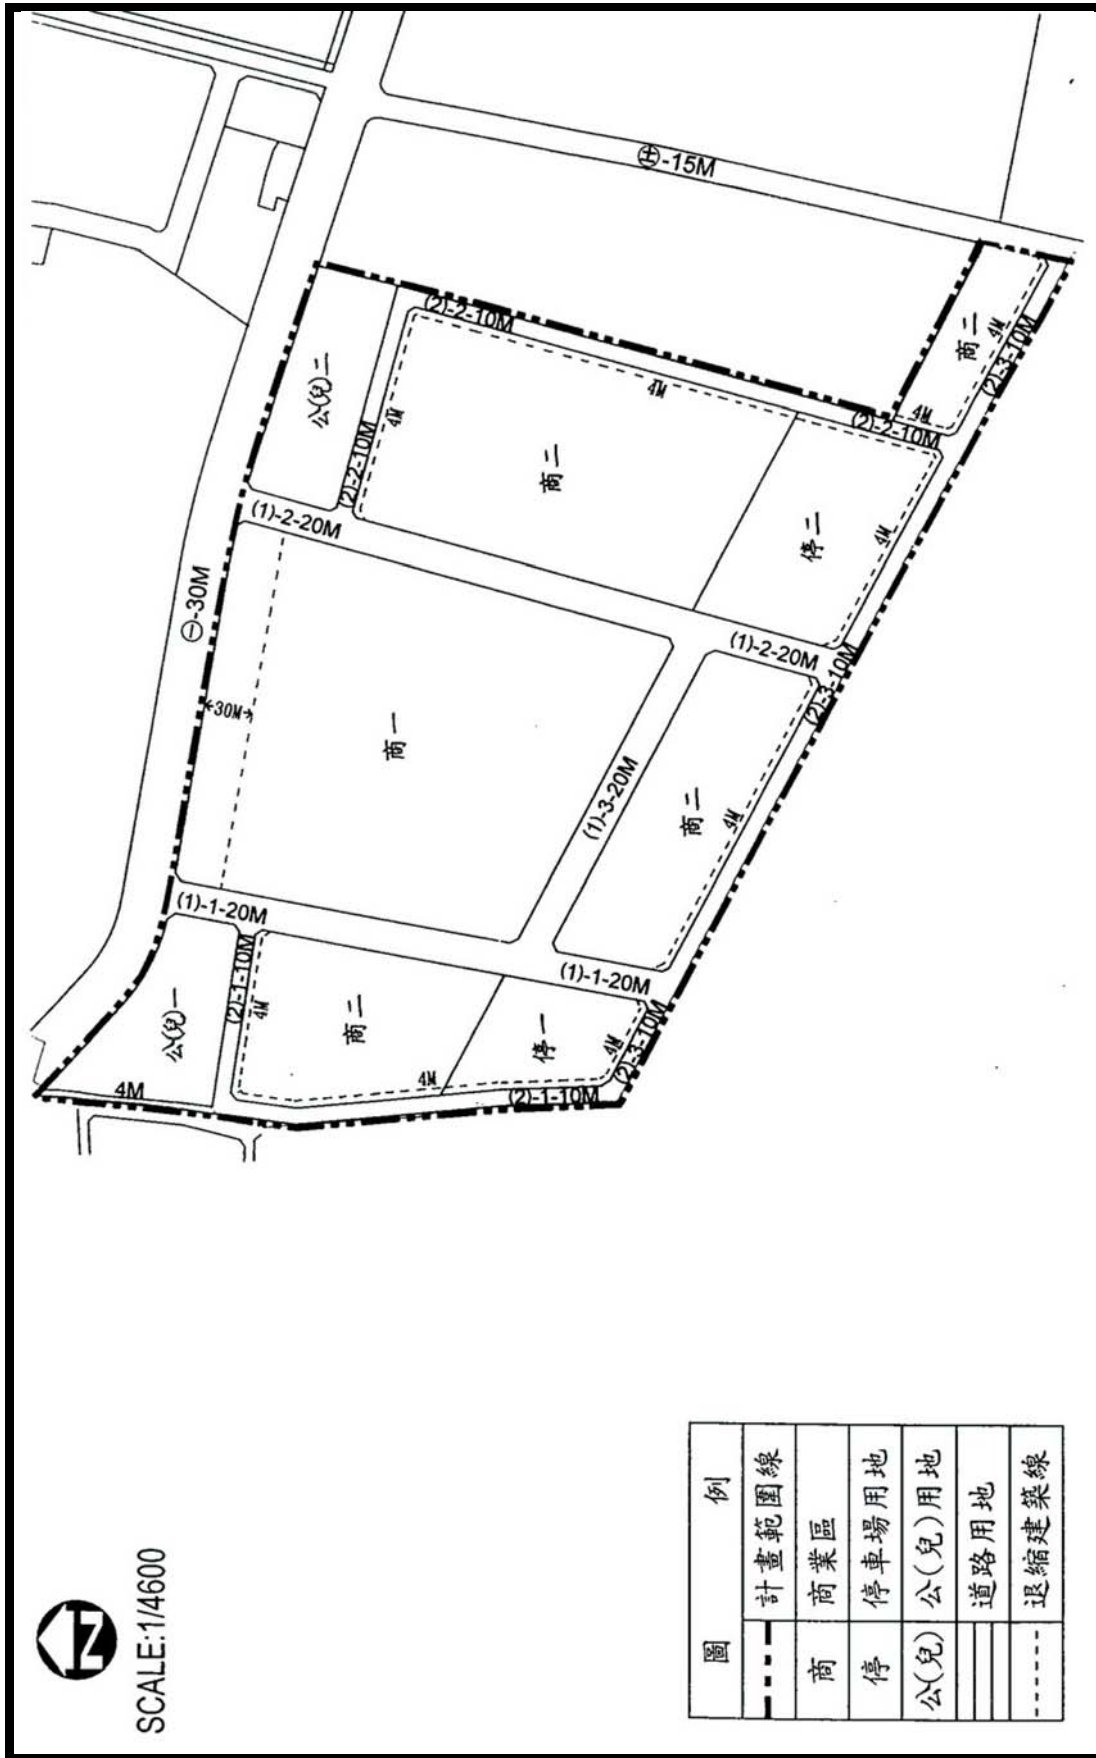 ㊏-15M
㊀-30M
公(兒)二
(2)-2-10M
(2)-2-10M
4M
4M
商二
(2)-2-10M
商二
4M
4M
(2)-3-10M
停二
4M
(1)-2-20M
(1)-2-20M
(2)-3-10M
←30M→
商一
(1)-3-20M
商二
4M
(1)-1-20M
(1)-1-20M
公(兒)一
4M
(2)-1-10M
4M
商二
4M
停一
4M
(2)-3-10M
(2)-1-10M
N
SCALE:1/4600
圖例
計畫範圍線
商 商業區
停 停車場用地
公(兒) 公(兒)用地
道路用地
退縮建築線